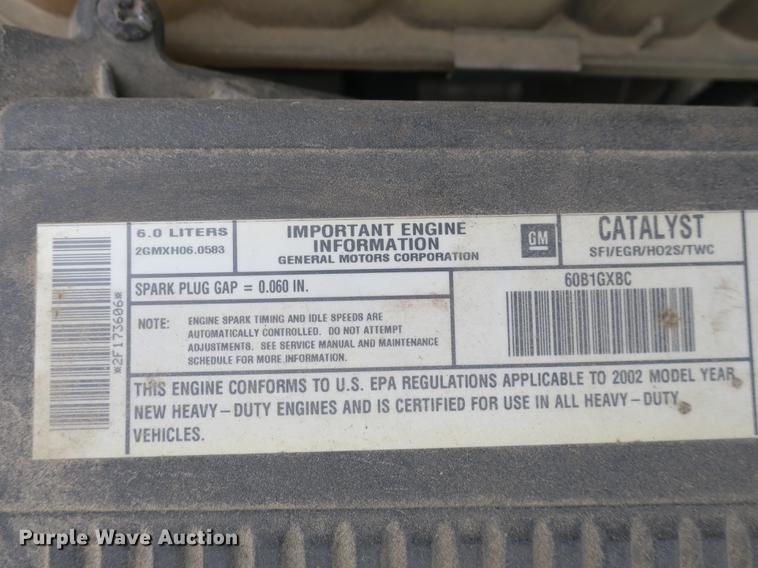 *2F173606*
6.0 LITERS
2GMXH06.0583
IMPORTANT ENGINE
INFORMATION
GENERAL MOTORS CORPORATION
GM
CATALYST
SFI/EGR/HO2S/TWC
SPARK PLUG GAP = 0.060 IN.
60B1GXBC
NOTE: ENGINE SPARK TIMING AND IDLE SPEEDS ARE
AUTOMATICALLY CONTROLLED. DO NOT ATTEMPT
ADJUSTMENTS. SEE SERVICE MANUAL AND MAINTENANCE
SCHEDULE FOR MORE INFORMATION.
THIS ENGINE CONFORMS TO U.S. EPA REGULATIONS APPLICABLE TO 2002 MODEL YEAR
NEW HEAVY-DUTY ENGINES AND IS CERTIFIED FOR USE IN ALL HEAVY-DUTY
VEHICLES.
Purple Wave Auction